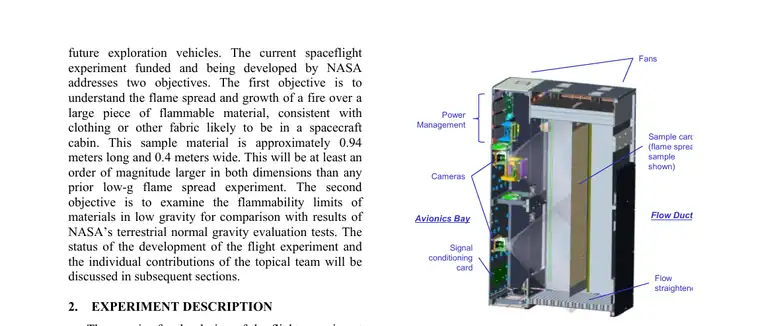 future exploration vehicles. The current spaceflight
experiment funded and being developed by NASA
addresses two objectives. The first objective is to
understand the flame spread and growth of a fire over a
large piece of flammable material, consistent with
clothing or other fabric likely to be in a spacecraft
cabin. This sample material is approximately 0.94
meters long and 0.4 meters wide. This will be at least an
order of magnitude larger in both dimensions than any
prior low-g flame spread experiment. The second
objective is to examine the flammability limits of
materials in low gravity for comparison with results of
NASA's terrestrial normal gravity evaluation tests. The
status of the development of the flight experiment and
the individual contributions of the topical team will be
discussed in subsequent sections.
2. EXPERIMENT DESCRIPTION
Fans
Power
Management
Sample card
(flame sprea
sample
shown)
Cameras
Avionics Bay
Flow Duct
Signal
conditioning
card
Flow
straightene